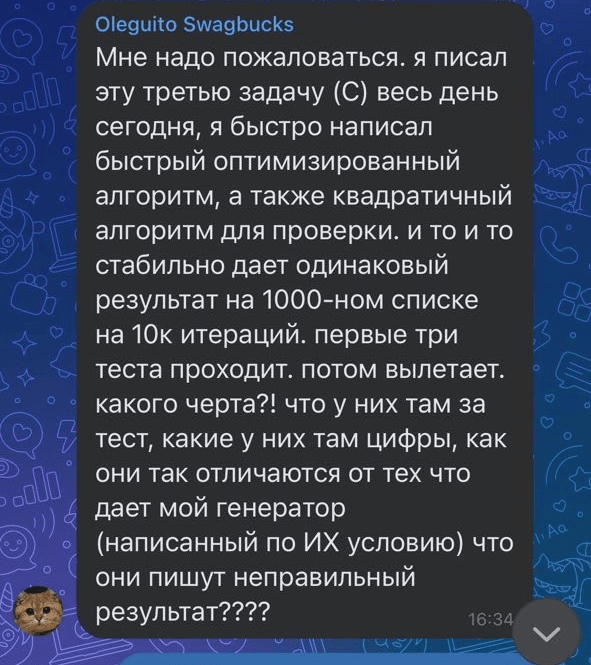 Oleguito Swagbucks
Мне надо пожаловаться. я писал
эту третью задачу (С) весь день
сегодня, я быстро написал
быстрый оптимизированный
алгоритм, а также квадратичный
алгоритм для проверки. и то и то
стабильно дает одинаковый
результат на 1000-ном списке
на 10к итераций. первые три
теста проходит. потом вылетает.
какого черта?! что у них там за
тест, какие у них там цифры, как
они так отличаются от тех что
дает мой генератор
(написанный по ИХ условию) что
они пишут неправильный
результат????
16:34